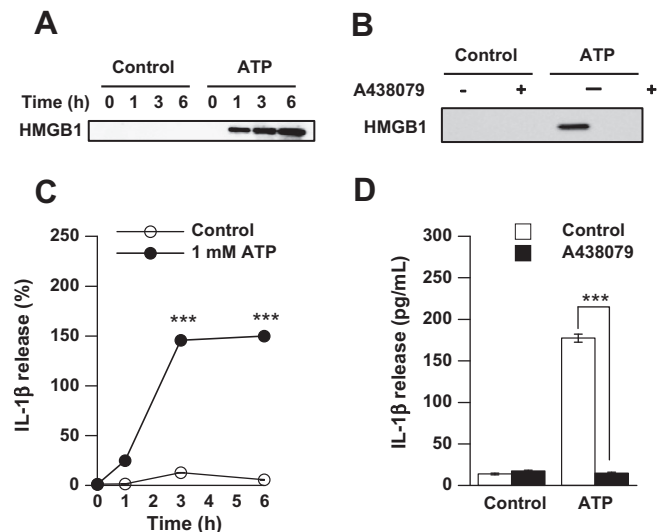 A
Control ATP
Time (h) 0 1 3 6 0 1 3 6
HMGB1
B
Control ATP
A438079 - + – +
HMGB1
C
Control
1 mM ATP
250
200
150
100
50
0
IL-1β release (%)
*** ***
0 1 2 3 4 5 6
Time (h)
D
Control
A438079
300
250
200
150
100
50
0
IL-1β release (pg/mL)
***
Control ATP